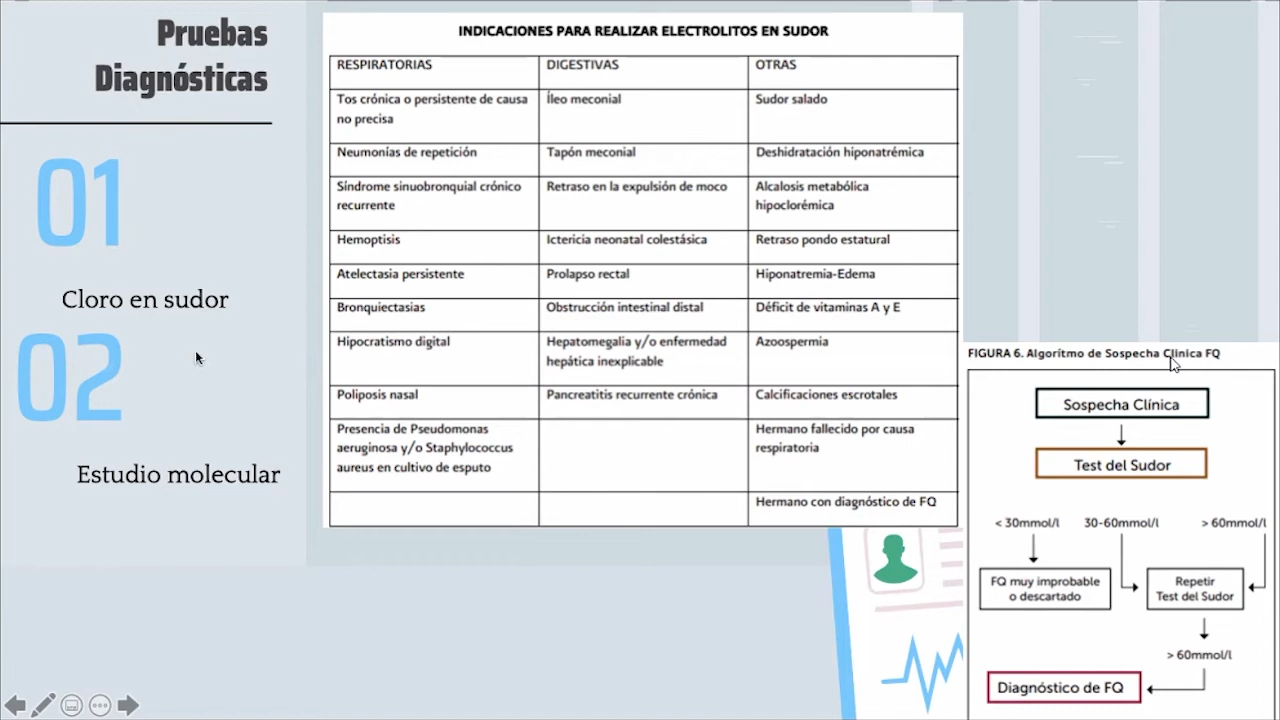 Pruebas
Diagnósticas
01
Cloro en sudor
02
Estudio molecular
INDICACIONES PARA REALIZAR ELECTROLITOS EN SUDOR
RESPIRATORIAS DIGESTIVAS OTRAS
Tos crónica o persistente de causa
no precisa
Íleo meconial
Sudor salado
Neumonías de repetición
Tapón meconial
Deshidratación hiponatrémica
Síndrome sinuobronquial crónico
recurrente
Retraso en la expulsión de moco
Alcalosis metabólica
hipoclorémica
Hemoptisis
Ictericia neonatal colestásica
Retraso pondo estatural
Atelectasia persistente
Prolapso rectal
Hiponatremia-Edema
Bronquiectasias
Obstrucción intestinal distal
Déficit de vitaminas A y E
Hipocratismo digital
Hepatomegalia y/o enfermedad
hepática inexplicable
Azoospermia
Poliposis nasal
Pancreatitis recurrente crónica
Calcificaciones escrotales
Presencia de Pseudomonas
aeruginosa y/o Staphylococcus
aureus en cultivo de esputo
Hermano fallecido por causa
respiratoria
Hermano con diagnóstico de FQ
FIGURA 6. Algorítmo de Sospecha Clinica FQ
Sospecha Clínica
Test del Sudor
< 30mmol/l 30-60mmol/l > 60mmol/l
FQ muy improbable
o descartado
Repetir
Test del Sudor
> 60mmol/l
Diagnóstico de FQ